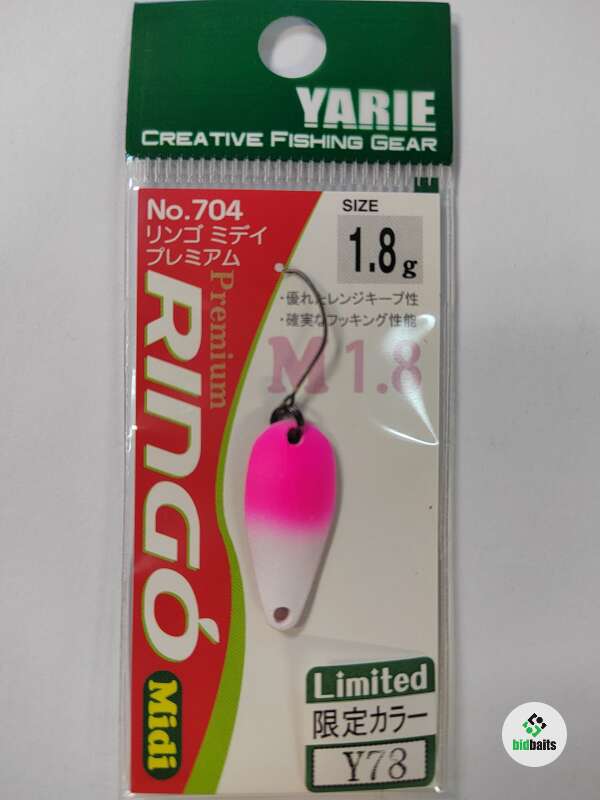 YARIE
CREATIVE FISHING GEAR
No.704
リンゴ ミデイ
プレミアム
SIZE
1.8g
・優れたレンジキープ性
・確実なフッキング性能
M 1.8
Premium
RINGO
Midi
Limited
限定カラー
Y78
bidbaits